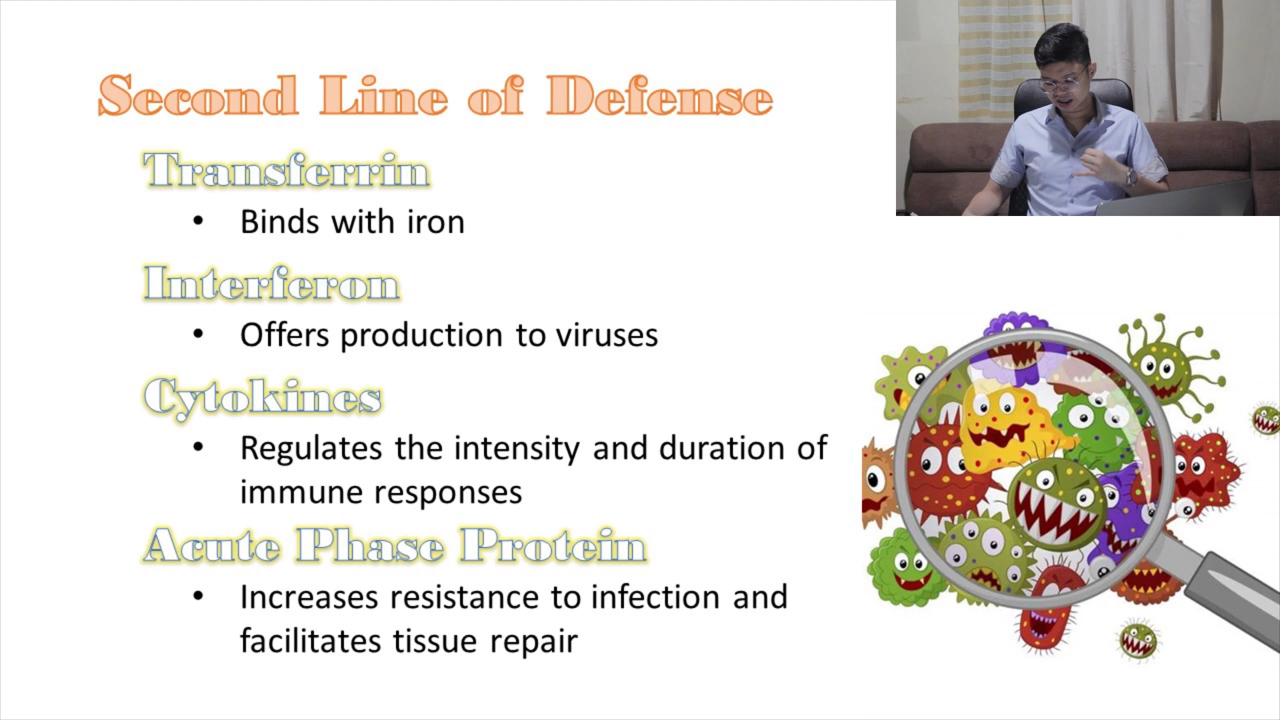 Second Line of Defense
Transferrin
• Binds with iron
Interferon
• Offers production to viruses
Cytokines
• Regulates the intensity and duration of
immune responses
Acute Phase Protein
• Increases resistance to infection and
facilitates tissue repair